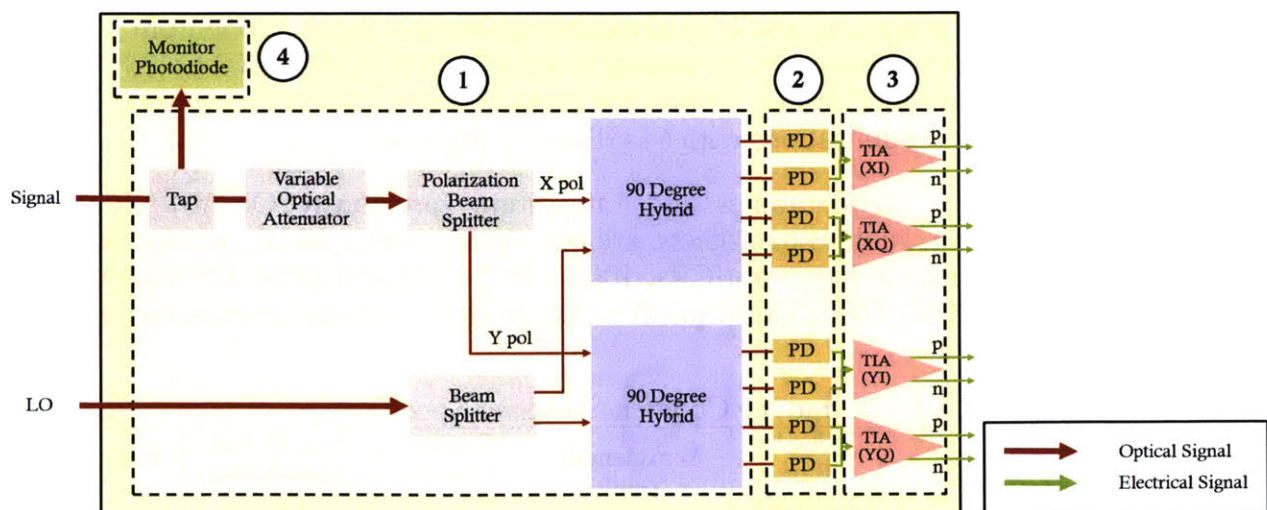 Monitor
Photodiode
4
1
2
3
Signal
Tap
Variable
Optical
Attenuator
Polarization
Beam
Splitter
X pol
90 Degree
Hybrid
PD
PD
PD
PD
TIA
(XI)
p
n
TIA
(XQ)
p
n
Y pol
LO
Beam
Splitter
90 Degree
Hybrid
PD
PD
PD
PD
TIA
(YI)
p
n
TIA
(YQ)
p
n
Optical Signal
Electrical Signal